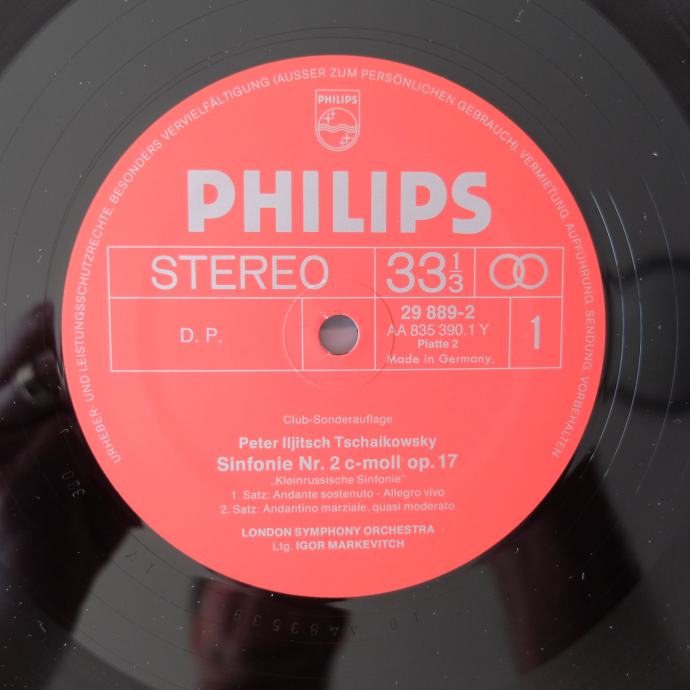 URHEBER- UND LEISTUNGSSCHUTZRECHTE, BESONDERS VERVIELFÄLTIGUNG (AUSSER ZUM PERSÖNLICHEN GEBRAUCH), VERMIETUNG, AUFFÜHRUNG, SENDUNG, VORBEHALTEN
PHILIPS
PHILIPS
STEREO
33 1/3
D. P.
29 889-2
AA 835 390.1 Y
Platte 2
Made in Germany.
1
Club-Sonderauflage
Peter Iljitsch Tschaikowsky
Sinfonie Nr. 2 c-moll op. 17
„Kleinrussische Sinfonie“
1. Satz: Andante sostenuto - Allegro vivo
2. Satz: Andantino marziale, quasi moderato
LONDON SYMPHONY ORCHESTRA
Ltg. IGOR MARKEVITCH